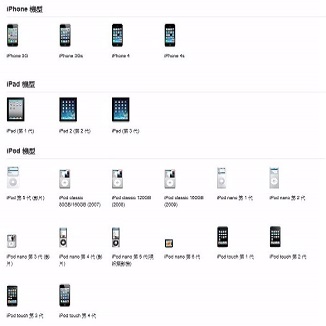 iPhone 機型
iPhone 3G
iPhone 3Gs
iPhone 4
iPhone 4s
iPad 機型
iPad (第 1 代)
iPad 2 (第 2 代)
iPad (第 3 代)
iPod 機型
iPod 第 5 代 (影片)
iPod classic
80GB/160GB (2007)
iPod classic 120GB
(2008)
iPod classic 160GB
(2009)
iPod nano 第 1 代
iPod nano 第 2 代
iPod nano 第 3 代 (影
片)
iPod nano 第 4 代 (影
片)
iPod nano 第 5 代
iPod nano 第 6 代
iPod touch 第 1 代
iPod touch 第 2 代
iPod touch 第 3 代
iPod touch 第 4 代